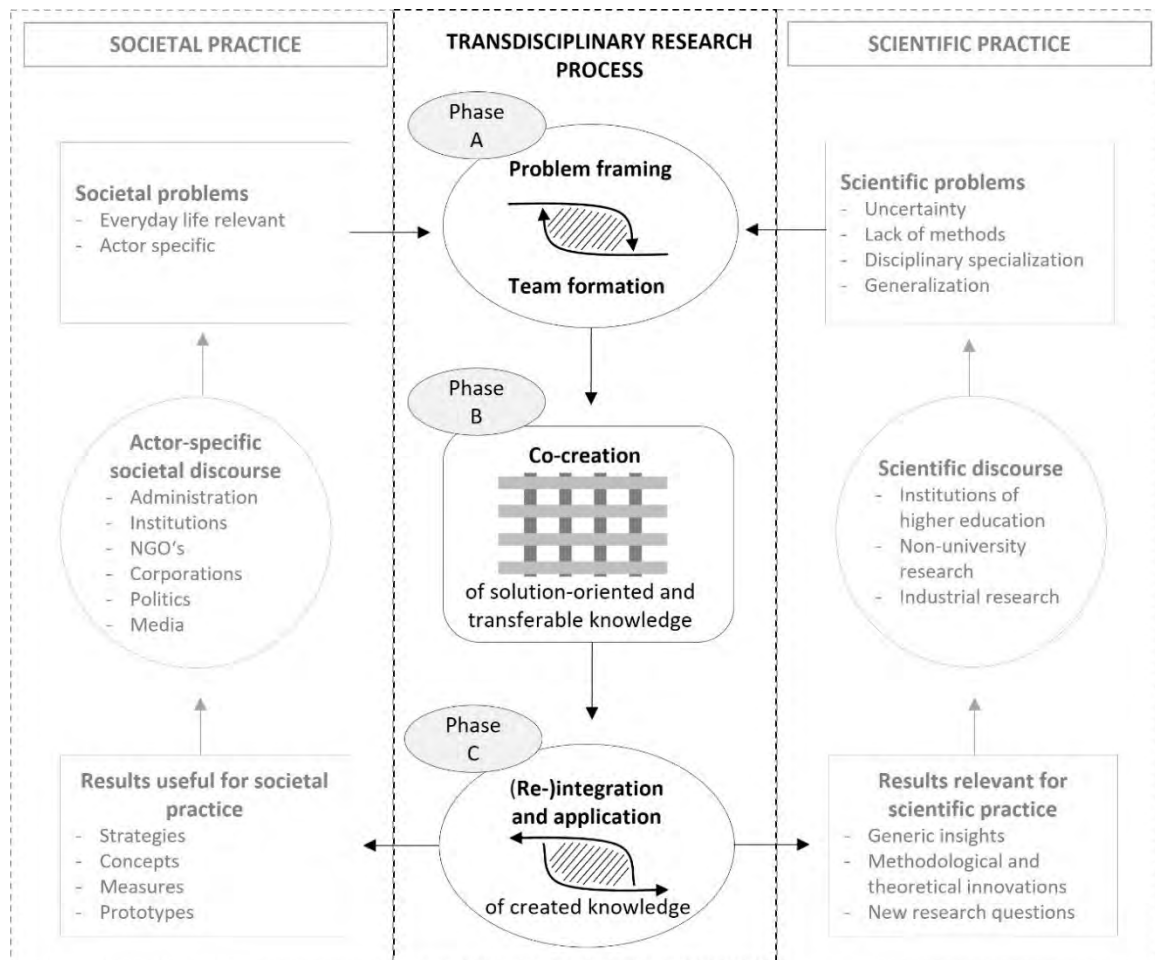 SOCIETAL PRACTICE
Societal problems
- Everyday life relevant
- Actor specific
Actor-specific
societal discourse
- Administration
- Institutions
- NGO‘s
- Corporations
- Politics
- Media
Results useful for societal
practice
- Strategies
- Concepts
- Measures
- Prototypes
TRANSDISCIPLINARY RESEARCH
PROCESS
Phase
A
Problem framing
Team formation
Phase
B
Co-creation
of solution-oriented and
transferable knowledge
Phase
C
(Re-)integration
and application
of created knowledge
SCIENTIFIC PRACTICE
Scientific problems
- Uncertainty
- Lack of methods
- Disciplinary specialization
- Generalization
Scientific discourse
- Institutions of
higher education
- Non-university
research
- Industrial research
Results relevant for
scientific practice
- Generic insights
- Methodological and
theoretical innovations
- New research questions